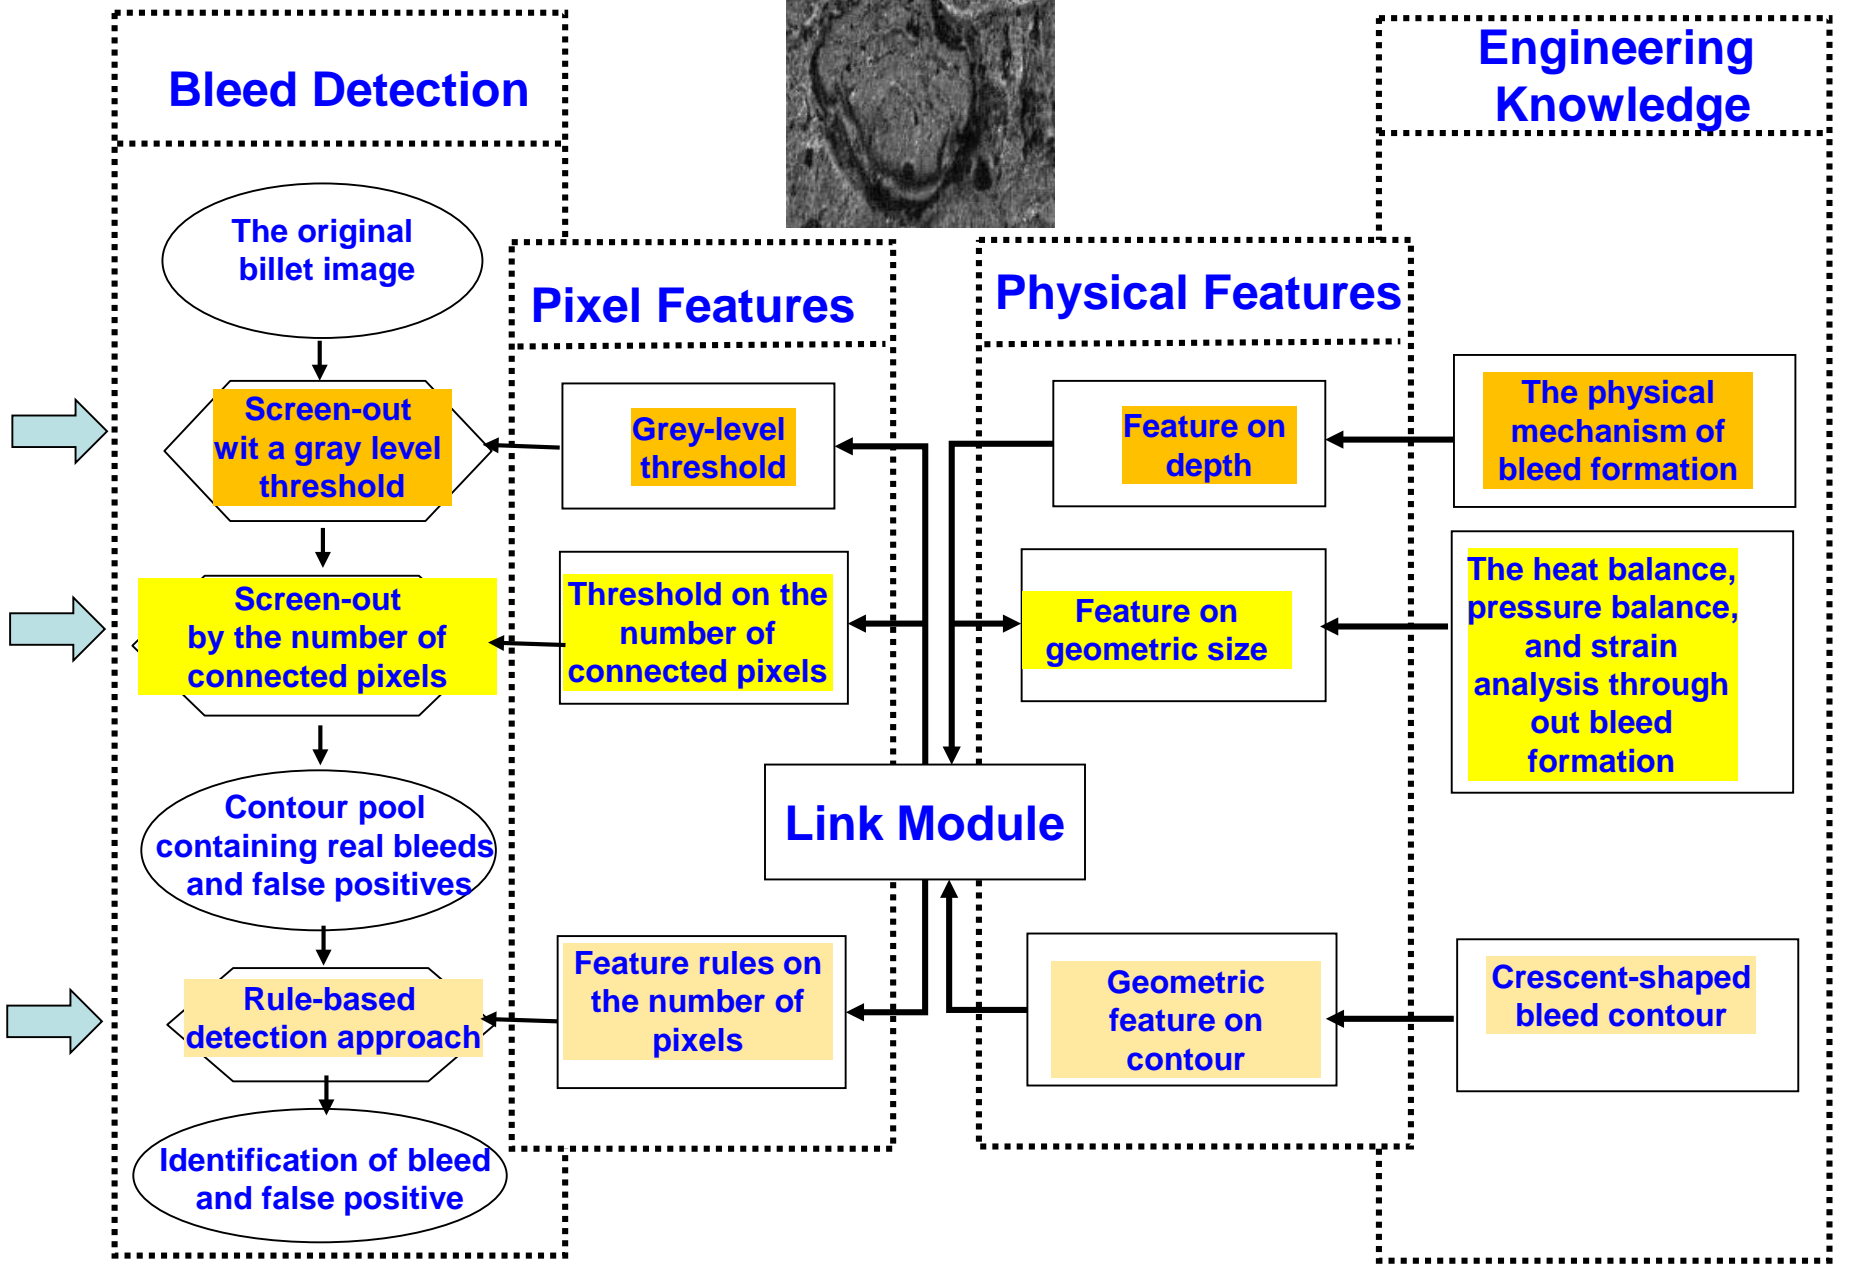 Bleed Detection
The original
billet image
Screen-out
wit a gray level
threshold
Screen-out
by the number of
connected pixels
Contour pool
containing real bleeds
and false positives
Rule-based
detection approach
Identification of bleed
and false positive
Pixel Features
Grey-level
threshold
Threshold on the
number of
connected pixels
Feature rules on
the number of
pixels
Link Module
Physical Features
Feature on
depth
Feature on
geometric size
Geometric
feature on
contour
Engineering
Knowledge
The physical
mechanism of
bleed formation
The heat balance,
pressure balance,
and strain
analysis through
out bleed
formation
Crescent-shaped
bleed contour